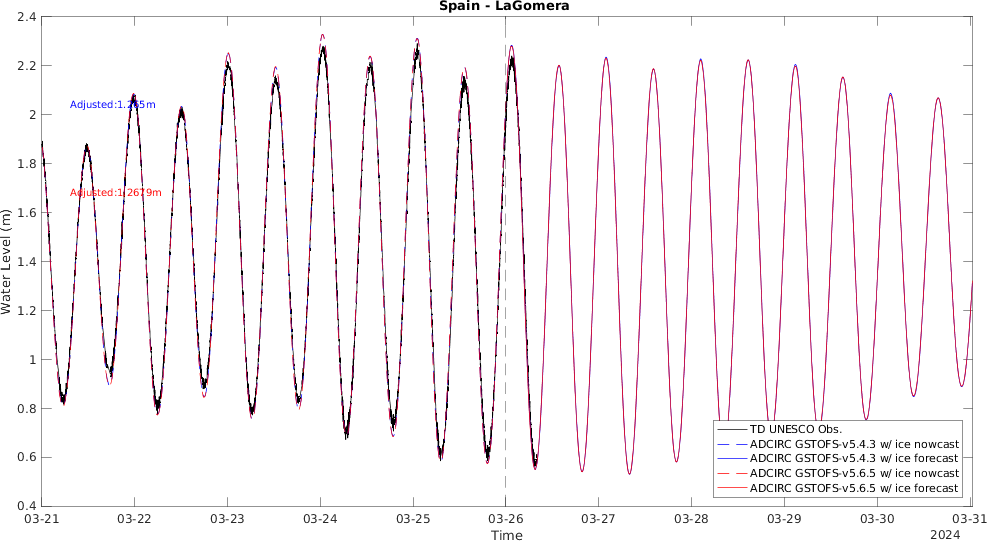 Spain - LaGomera
2.4
2.2
2
1.8
1.6
1.4
1.2
1
0.8
0.6
0.4
Water Level (m)
Adjusted:1.265m
Adjusted:1.2679m
TD UNESCO Obs.
ADCIRC GSTOFS-v5.4.3 w/ ice nowcast
ADCIRC GSTOFS-v5.4.3 w/ ice forecast
ADCIRC GSTOFS-v5.6.5 w/ ice nowcast
ADCIRC GSTOFS-v5.6.5 w/ ice forecast
03-21 03-22 03-23 03-24 03-25 03-26 03-27 03-28 03-29 03-30 03-31
Time
2024